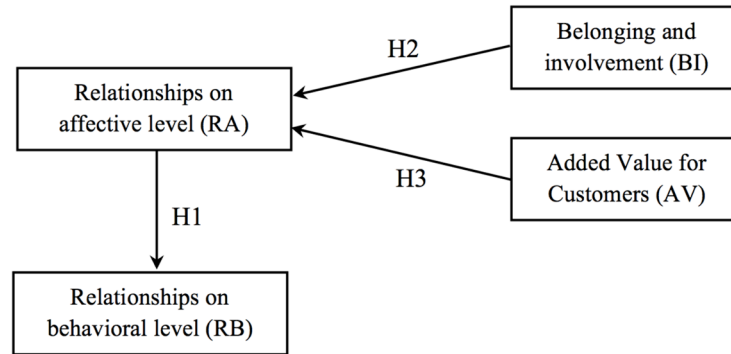 Belonging and
involvement (BI)
H2
Relationships on
affective level (RA)
Added Value for
Customers (AV)
H3
H1
Relationships on
behavioral level (RB)